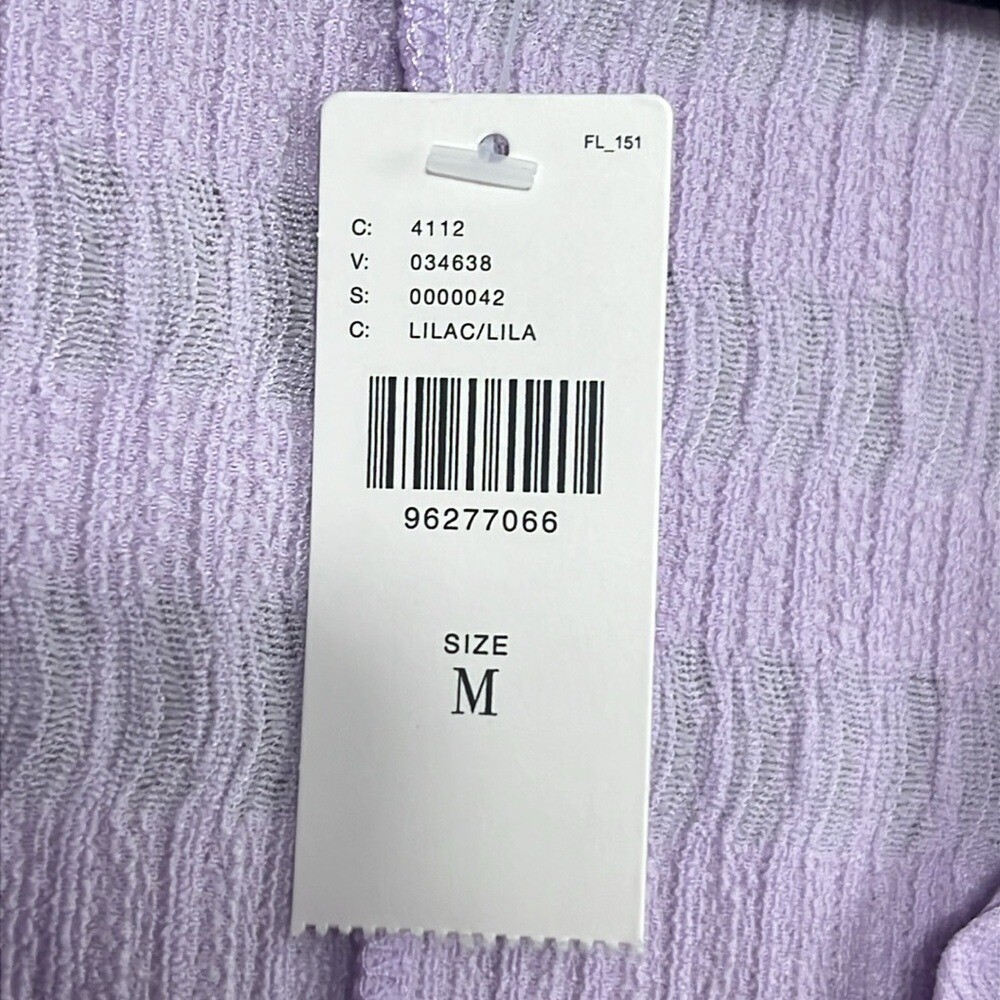 FL_151
C: 4112
V: 034638
S: 0000042
C: LILAC/LILA
96277066
SIZE
M